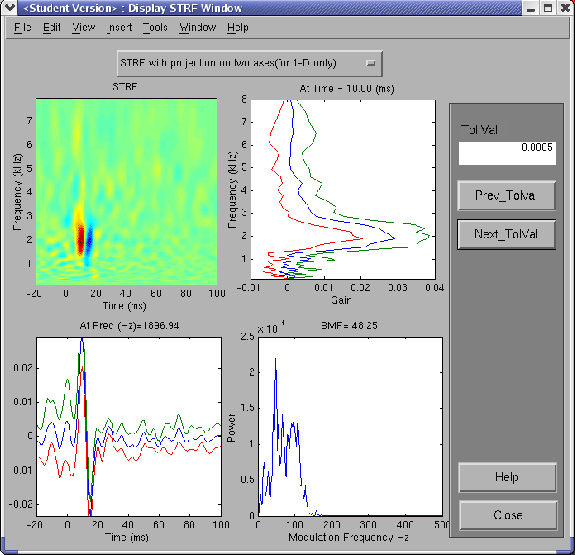 <Student Version> : Display STRF Window
File Edit View Insert Tools Window Help
STRF with projection on two axes(for 1-D only)
STRF
At Time = 10.00 (ms)
Frequency (kHz)
7
6
5
4
3
2
1
-20 0 20 40 60 80 100
Time (ms)
Frequency (kHz)
8
7
6
5
4
3
2
1
-0.01 0 0.01 0.02 0.03 0.04
Gain
Tol Val
0.0005
Prev_TolVa
Next_TolVal
At Freq (Hz)=1896.94
0.02
0.01
0
0.01
-0.02
-20 0 20 40 60 80 100
Time (ms)
BMF= 48.25
2.5 x 10
Power
2
1.5
1
0.5
0
0 100 200 300 400 500
Modulation Frequency Hz
Help
Close